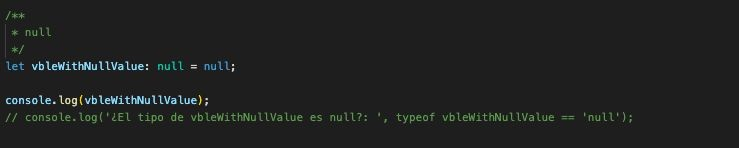 /**
 * null
 */
let vbleWithNullValue: null = null;
console.log(vbleWithNullValue);
// console.log('¿El tipo de vbleWithNullValue es null?: ', typeof vbleWithNullValue == 'null');